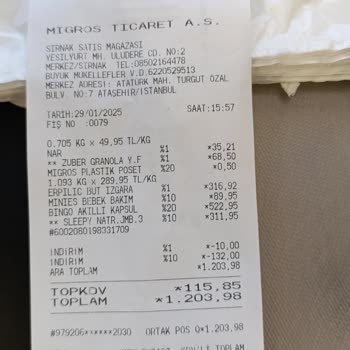 MIGROS TICARET A.S.
SIRNAK SATIS MAGAZASI
YESILYURT MH. ULUDERE CD. NO:2
MERKEZ/SIRNAK TEL:08502164478
BUYUK MUKELLEFLER V.D.6220529513
MERKEZ ADRESI: ATATURK MAH. TURGUT ÖZAL
BULV. NO:7 ATAŞEHIR/ISTANBUL
TARIH:29/01/2025 SAAT:15:57
FIŞ NO :0079
0.705 KG x 49,95 TL/KG
NAR %1 *35,21
** ZUBER GRANOLA Y.F %1 *68,50
MIGROS PLASTIK POSET %20 *0,50
1.093 KG x 289,95 TL/KG
ERPILIC BUT IZGARA %1 *316,92
MINIES BEBEK BAKIM %10 *89,95
BINGO AKILLI KAPSUL %20 *522,95
** SLEEPY NATR.JMB.3 %10 *311,95
#6002080198331709
INDIRIM %1 *-10,00
INDIRIM %10 *-132,00
ARA TOPLAM *1.203,98
TOPKDV *115,85
TOPLAM *1.203,98
#979206******2030 ORTAK POS Q*1.203,98